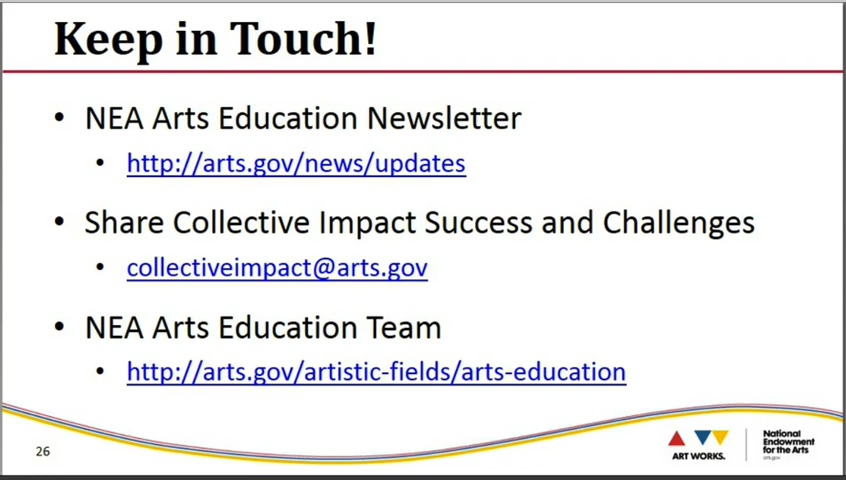 Keep in Touch!
• NEA Arts Education Newsletter
• http://arts.gov/news/updates
• Share Collective Impact Success and Challenges
• collectiveimpact@arts.gov
• NEA Arts Education Team
• http://arts.gov/artistic-fields/arts-education
26
ART WORKS.
National
Endowment
for the Arts
arts.gov